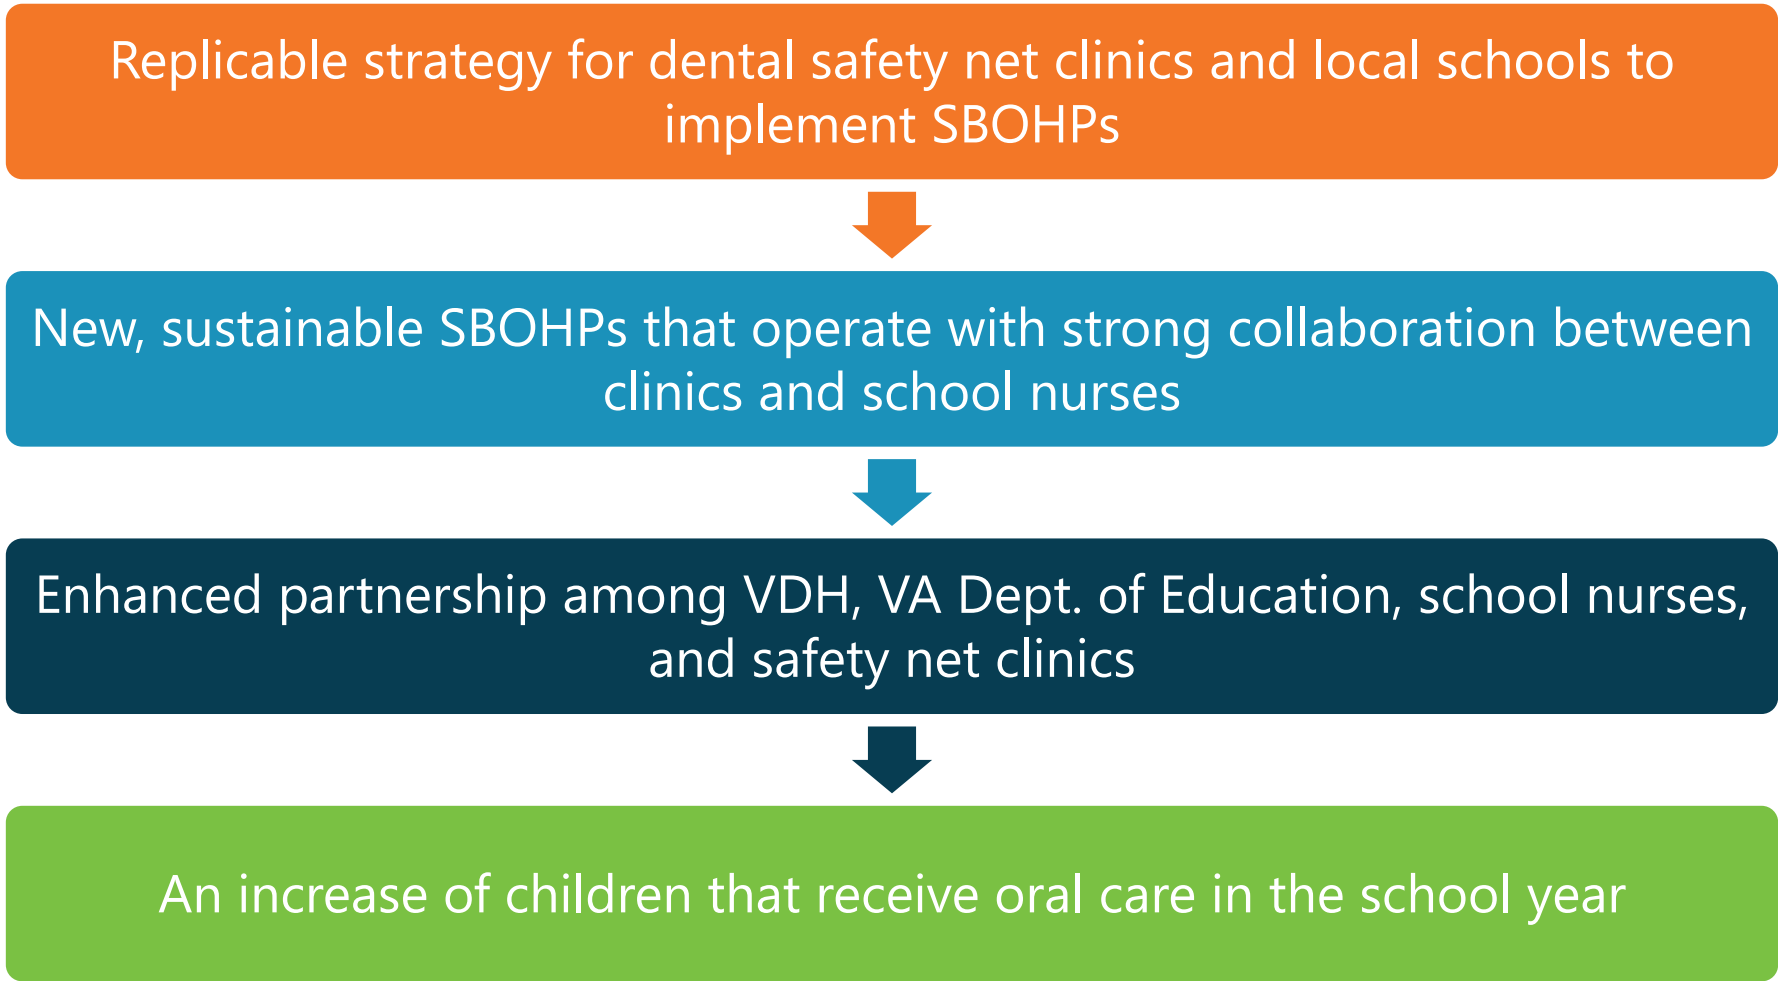 Replicable strategy for dental safety net clinics and local schools to
implement SBOHPs
New, sustainable SBOHPs that operate with strong collaboration between
clinics and school nurses
Enhanced partnership among VDH, VA Dept. of Education, school nurses,
and safety net clinics
An increase of children that receive oral care in the school year